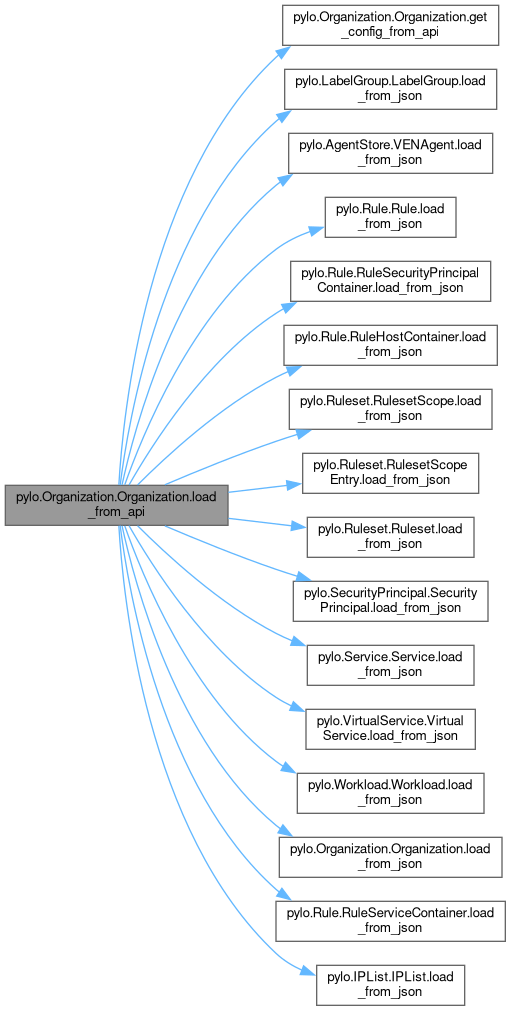 pylo.Organization.Organization.get
_config_from_api
pylo.LabelGroup.LabelGroup.load
_from_json
pylo.AgentStore.VENAgent.load
_from_json
pylo.Rule.Rule.load
_from_json
pylo.Rule.RuleSecurityPrincipal
Container.load_from_json
pylo.Rule.RuleHostContainer.load
_from_json
pylo.Ruleset.RulesetScope.load
_from_json
pylo.Ruleset.RulesetScope
Entry.load_from_json
pylo.Organization.Organization.load
_from_api
pylo.Ruleset.Ruleset.load
_from_json
pylo.SecurityPrincipal.Security
Principal.load_from_json
pylo.Service.Service.load
_from_json
pylo.VirtualService.Virtual
Service.load_from_json
pylo.Workload.Workload.load
_from_json
pylo.Organization.Organization.load
_from_json
pylo.Rule.RuleServiceContainer.load
_from_json
pylo.IPList.IPList.load
_from_json